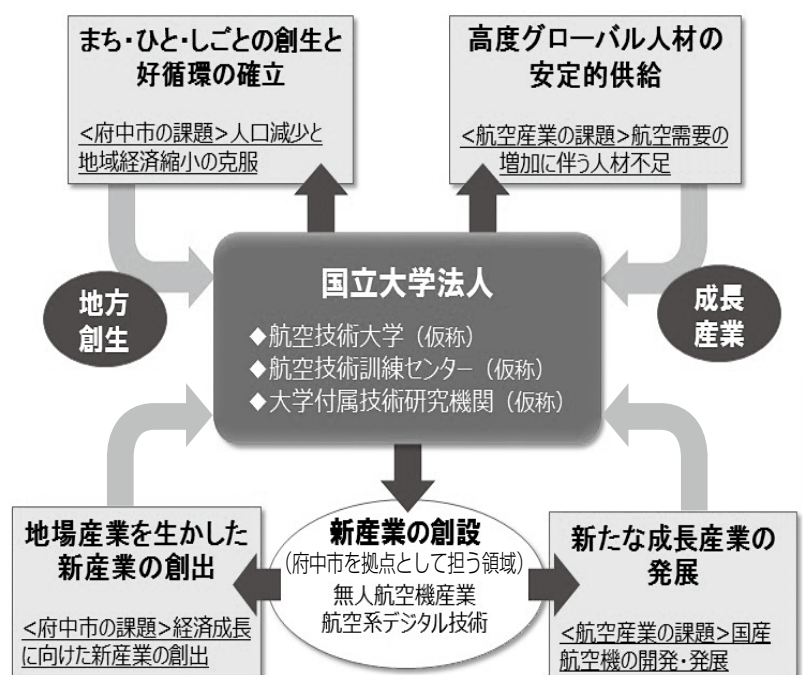 まち・ひと・しごとの創生と
好循環の確立
<府中市の課題>人口減少と
地域経済縮小の克服
高度グローバル人材の
安定的供給
<航空産業の課題>航空需要の
増加に伴う人材不足
地方
創生
国立大学法人
◆航空技術大学（仮称）
◆航空技術訓練センター（仮称）
◆大学付属技術研究機関（仮称）
成長
産業
地場産業を生かした
新産業の創出
<府中市の課題>経済成長
に向けた新産業の創出
新産業の創設
(府中市を拠点として担う領域)
無人航空機産業
航空系デジタル技術
新たな成長産業の
発展
<航空産業の課題>国産
航空機の開発・発展